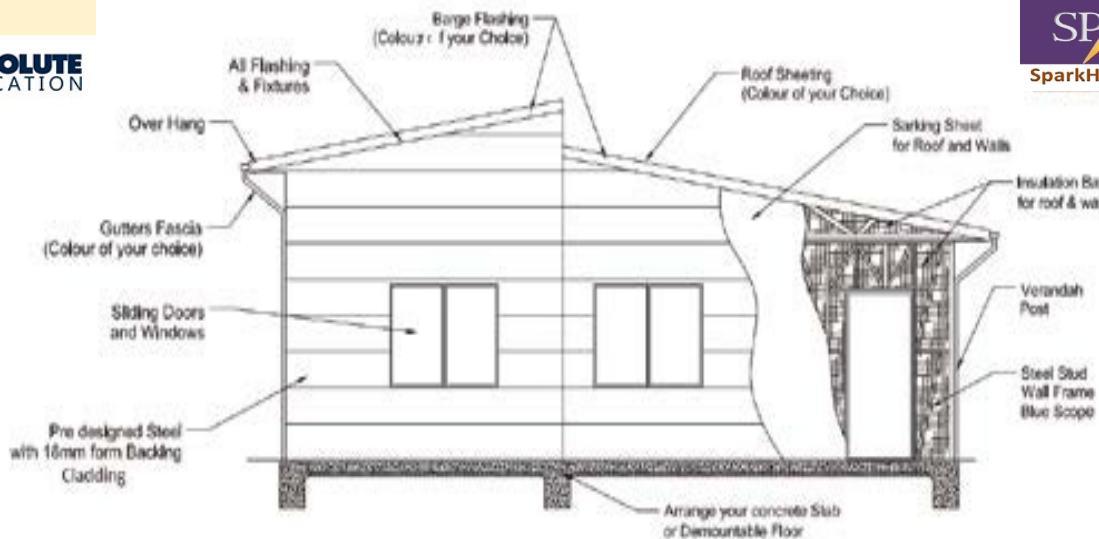 OLUTE
CATION
SP
SparkH
Barge Flashing
(Colour of your Choice)
All Flashing
& Fixtures
Over Hang
Gutters Fascia
(Colour of your choice)
Sliding Doors
and Windows
Pre designed Steel
with 16mm form Backing
Cladding
Roof Sheeting
(Colour of your Choice)
Sarking Sheet
for Roof and Walls
Insulation Ba
for roof & wa
Verandah
Post
Steel Stud
Wall Frame
Blue Scope
Arrange your concrete Slab
or Demountable Floor